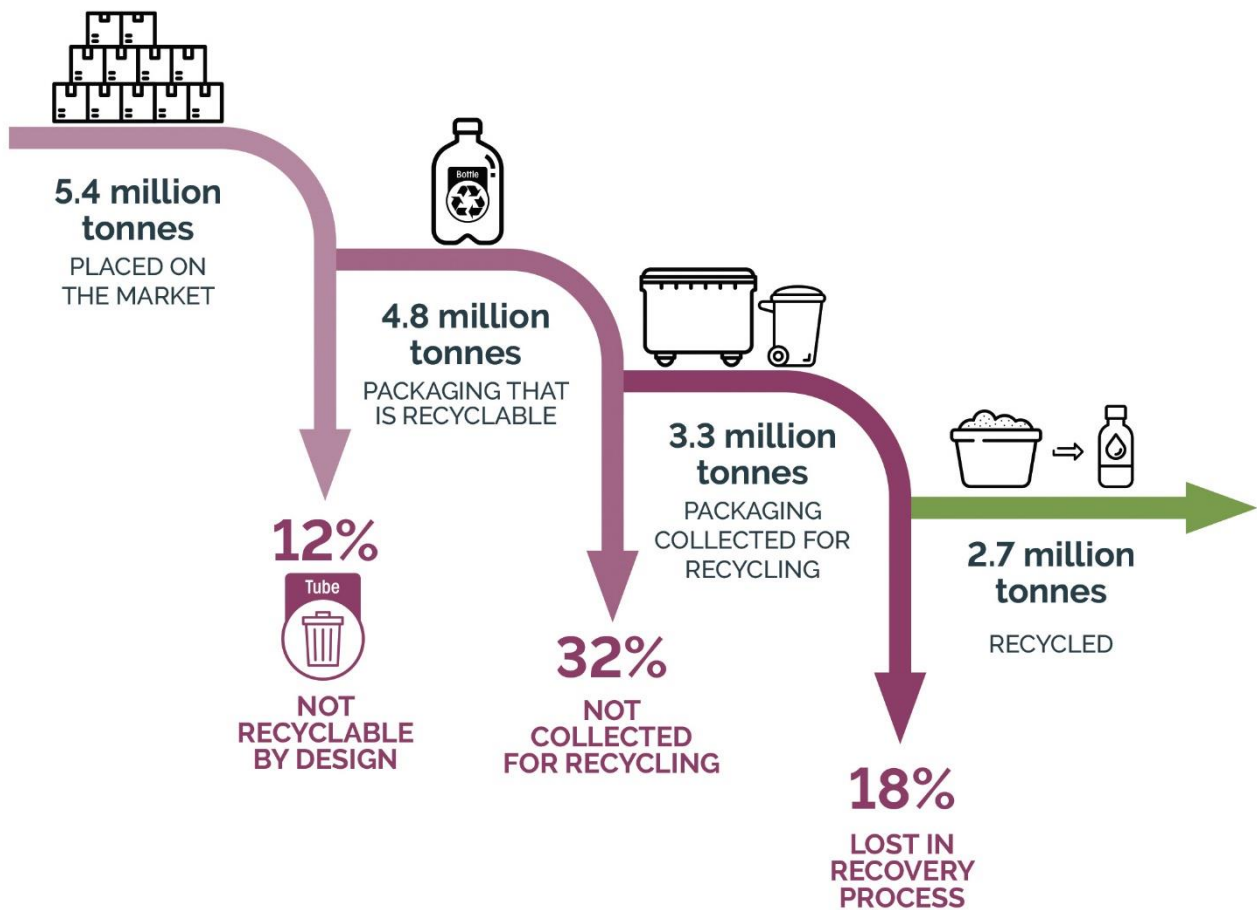 5.4 million
tonnes
PLACED ON
THE MARKET
12%
Tube
NOT
RECYCLABLE
BY DESIGN
Bottle
4.8 million
tonnes
PACKAGING THAT
IS RECYCLABLE
32%
NOT
COLLECTED
FOR RECYCLING
3.3 million
tonnes
PACKAGING
COLLECTED FOR
RECYCLING
18%
LOST IN
RECOVERY
PROCESS
2.7 million
tonnes
RECYCLED